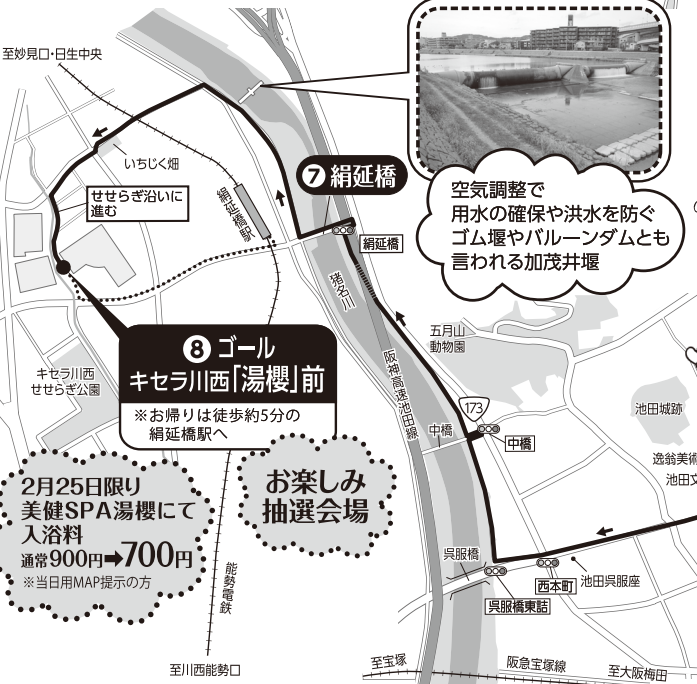 至妙見口・日生中央
いちじく畑
せせらぎ沿いに
進む
絹延橋駅
❼ 絹延橋
絹延橋
空気調整で
用水の確保や洪水を防ぐ
ゴム堰やバルーンダムとも
言われる加茂井堰
猪名川
五月山
動物園
❽ ゴール
キセラ川西「湯櫻」前
※お帰りは徒歩約5分の
絹延橋駅へ
キセラ川西
せせらぎ公園
阪神高速池田線
173
中橋
中橋
池田城跡
逸翁美術
池田文
お楽しみ
抽選会場
2月25日限り
美健SPA湯櫻にて
入浴料
通常900円➡700円
※当日用MAP提示の方
能勢電鉄
呉服橋
呉服橋東詰
西本町
池田呉服座
至川西能勢口
至宝塚
阪急宝塚線
至大阪梅田